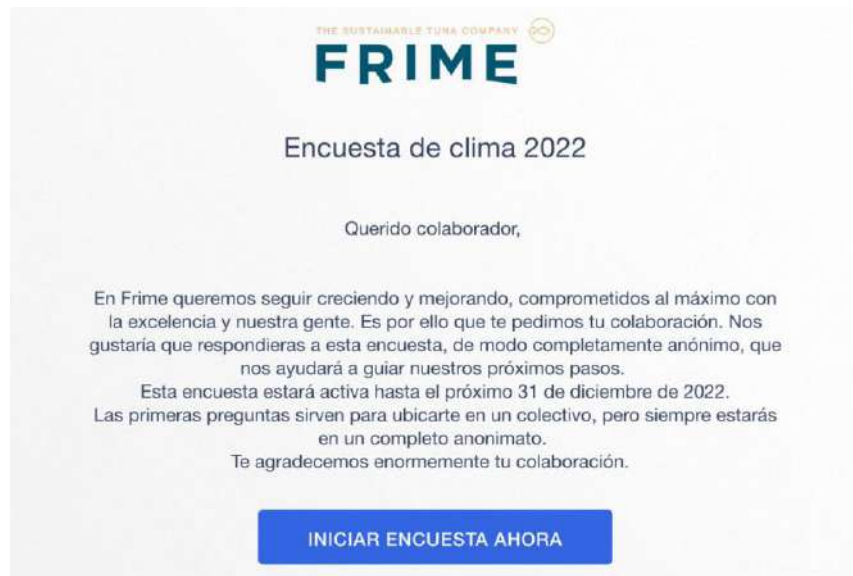 THE SUSTAINABLE TUNA COMPANY
FRIME
Encuesta de clima 2022
Querido colaborador,
En Frime queremos seguir creciendo y mejorando, comprometidos al máximo con
la excelencia y nuestra gente. Es por ello que te pedimos tu colaboración. Nos
gustaría que respondieras a esta encuesta, de modo completamente anónimo, que
nos ayudará a guiar nuestros próximos pasos.
Esta encuesta estará activa hasta el próximo 31 de diciembre de 2022.
Las primeras preguntas sirven para ubicarte en un colectivo, pero siempre estarás
en un completo anonimato.
Te agradecemos enormemente tu colaboración.
INICIAR ENCUESTA AHORA